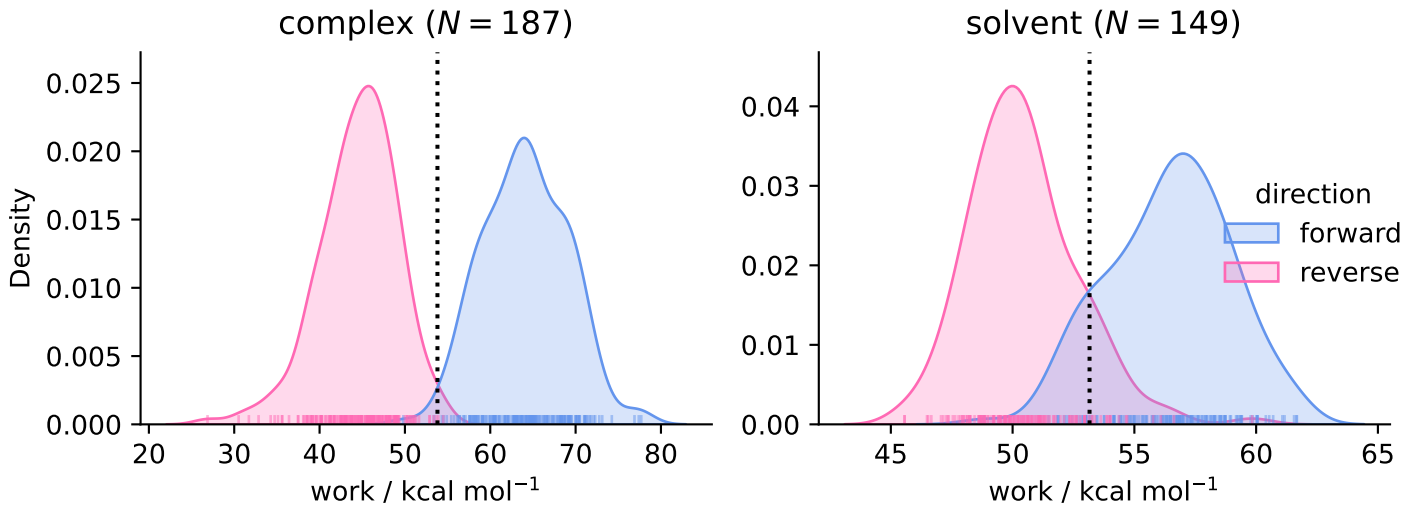 complex (N = 187)
Density
0.025
0.020
0.015
0.010
0.005
0.000
20 30 40 50 60 70 80
work / kcal mol⁻¹
solvent (N = 149)
0.04
0.03
0.02
0.01
0.00
45 50 55 60 65
work / kcal mol⁻¹
direction
forward
reverse